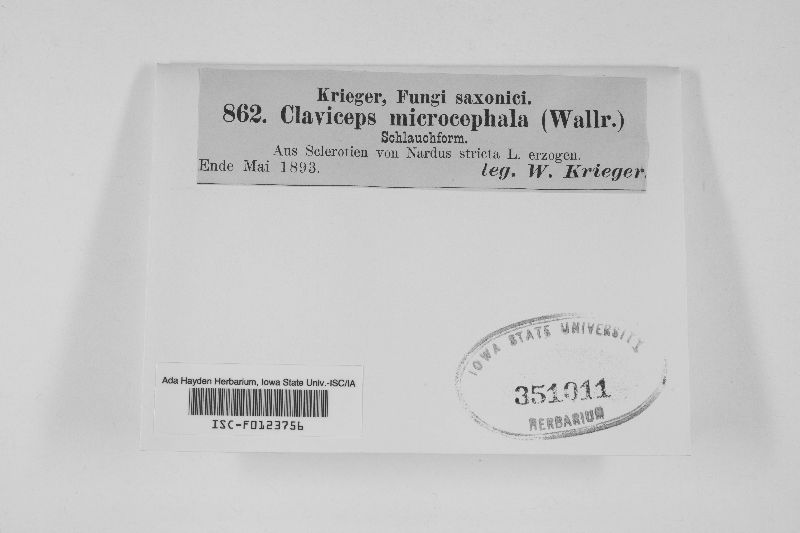 Krieger, Fungi saxonici.
862. Claviceps microcephala (Wallr.)
Schlauchform.
Aus Sclerotien von Nardus stricta L. erzogen.
Ende Mai 1893. leg. W. Krieger.
IOWA STATE UNIVERSITY
351011
HERBARIUM
Ada Hayden Herbarium, Iowa State Univ.-ISC/IA
ISC-F0123756